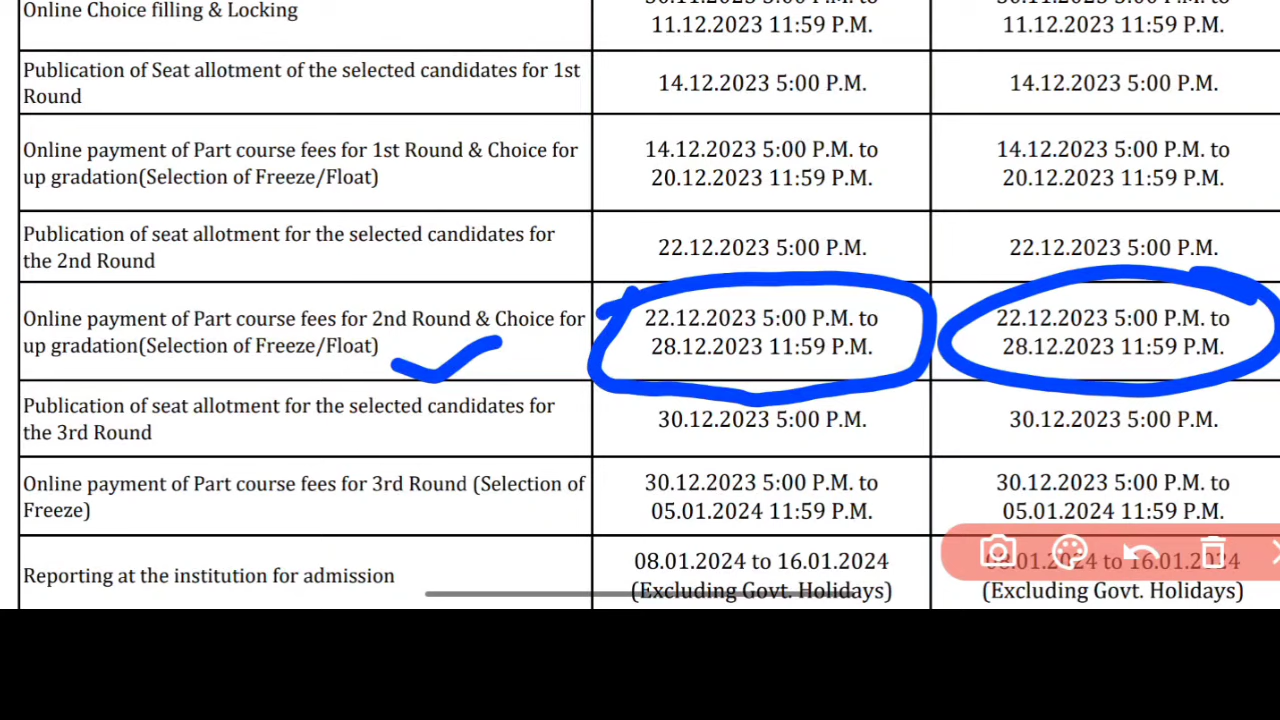 Online Choice filling & Locking
11.12.2023 11:59 P.M.
11.12.2023 11:59 P.M.
Publication of Seat allotment of the selected candidates for 1st
Round
14.12.2023 5:00 P.M.
14.12.2023 5:00 P.M.
Online payment of Part course fees for 1st Round & Choice for
up gradation(Selection of Freeze/Float)
14.12.2023 5:00 P.M. to
20.12.2023 11:59 P.M.
14.12.2023 5:00 P.M. to
20.12.2023 11:59 P.M.
Publication of seat allotment for the selected candidates for
the 2nd Round
22.12.2023 5:00 P.M.
22.12.2023 5:00 P.M.
Online payment of Part course fees for 2nd Round & Choice for
up gradation(Selection of Freeze/Float)
22.12.2023 5:00 P.M. to
28.12.2023 11:59 P.M.
22.12.2023 5:00 P.M. to
28.12.2023 11:59 P.M.
Publication of seat allotment for the selected candidates for
the 3rd Round
30.12.2023 5:00 P.M.
30.12.2023 5:00 P.M.
Online payment of Part course fees for 3rd Round (Selection of
Freeze)
30.12.2023 5:00 P.M. to
05.01.2024 11:59 P.M.
30.12.2023 5:00 P.M. to
05.01.2024 11:59 P.M.
Reporting at the institution for admission
08.01.2024 to 16.01.2024
(Excluding Govt. Holidays)
08.01.2024 to 16.01.2024
(Excluding Govt. Holidays)